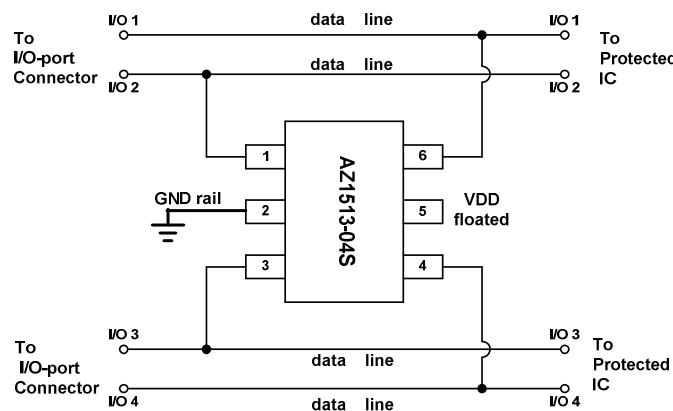 I/O 1
data line
I/O 1
To
I/O-port
Connector
To
Protected
IC
I/O 2
data line
I/O 2
1
6
AZ1513-04S
GND rail
2
5
VDD
floated
3
4
I/O 3
I/O 3
To
I/O-port
Connector
data line
To
Protected
IC
I/O 4
data line
I/O 4